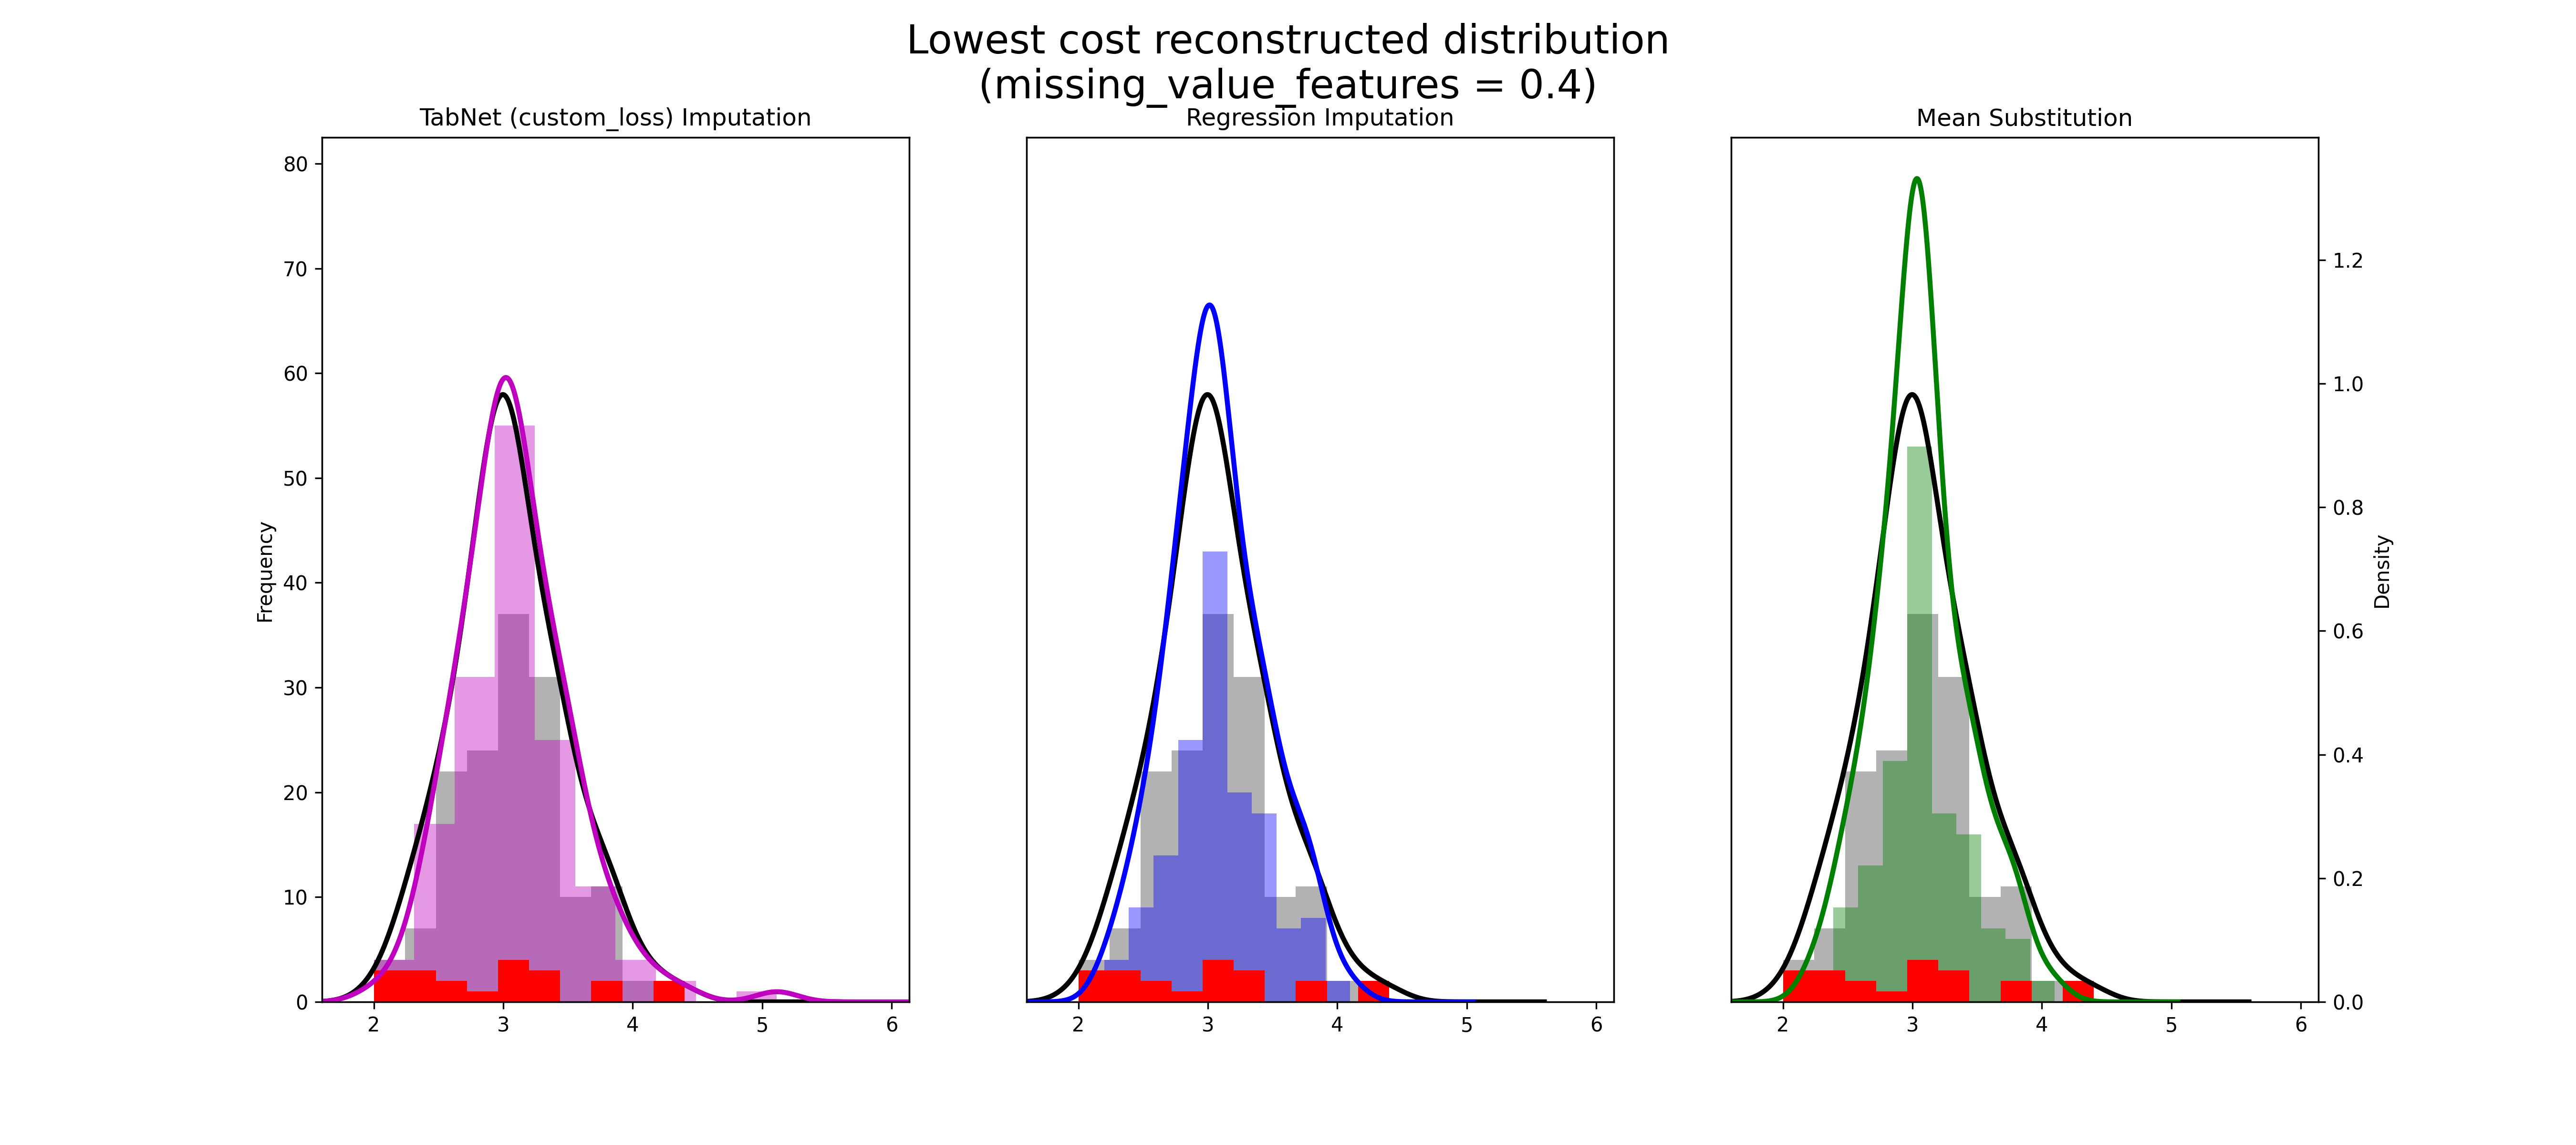 Lowest cost reconstructed distribution
(missing_value_features = 0.4)
TabNet (custom_loss) Imputation
Regression Imputation
Mean Substitution
80
70
60
50
40
30
20
10
0
Frequency
2 3 4 5 6
2 3 4 5 6
2 3 4 5 6
1.2
1.0
0.8
0.6
0.4
0.2
0.0
Density